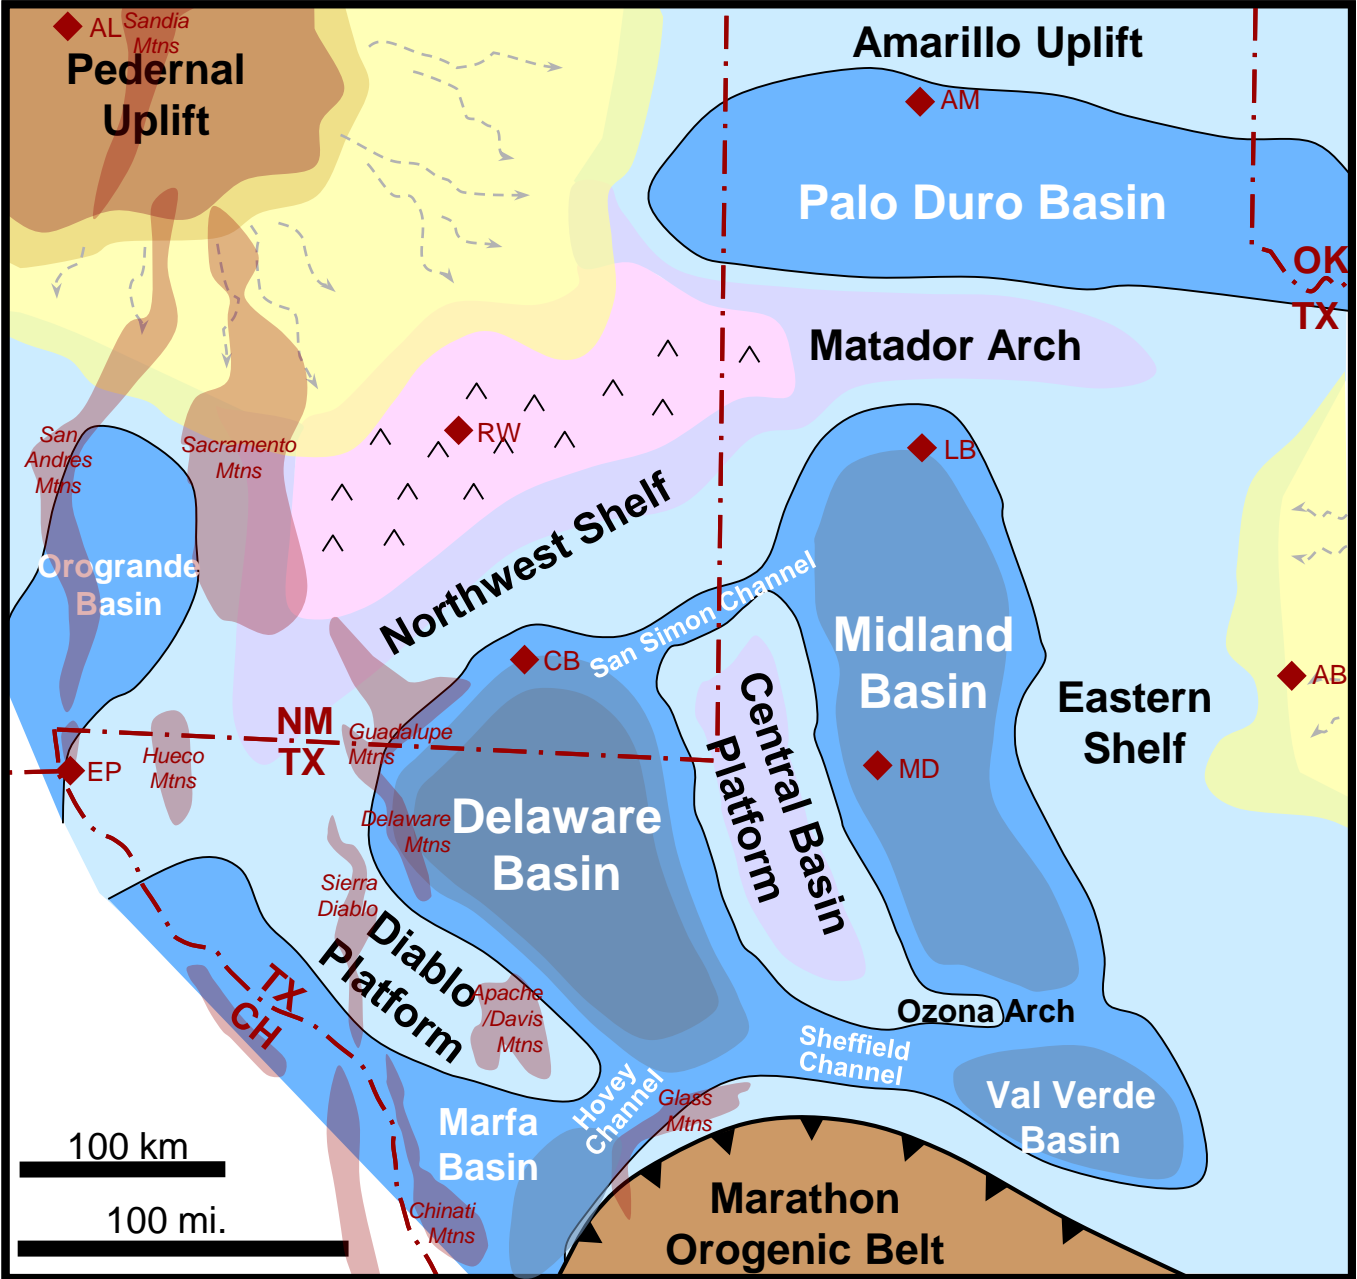 AL
Sandia
Mtns
Pedernal
Uplift
Amarillo Uplift
AM
Palo Duro Basin
OK
TX
Matador Arch
RW
San
Andres
Mtns
Sacramento
Mtns
LB
Northwest Shelf
Orogrande
Basin
San Simon Channel
CB
Midland
Basin
Eastern
Shelf
AB
NM
TX
Guadalupe
Mtns
Hueco
Mtns
EP
MD
Central Basin
Platform
Delaware
Mtns
Delaware
Basin
Sierra
Diablo
Diablo
Platform
TX
CH
Apache
/Davis
Mtns
Ozona Arch
Sheffield
Channel
Hovey
Channel
Glass
Mtns
Val Verde
Basin
Marfa
Basin
100 km
100 mi.
Chinati
Mtns
Marathon
Orogenic Belt